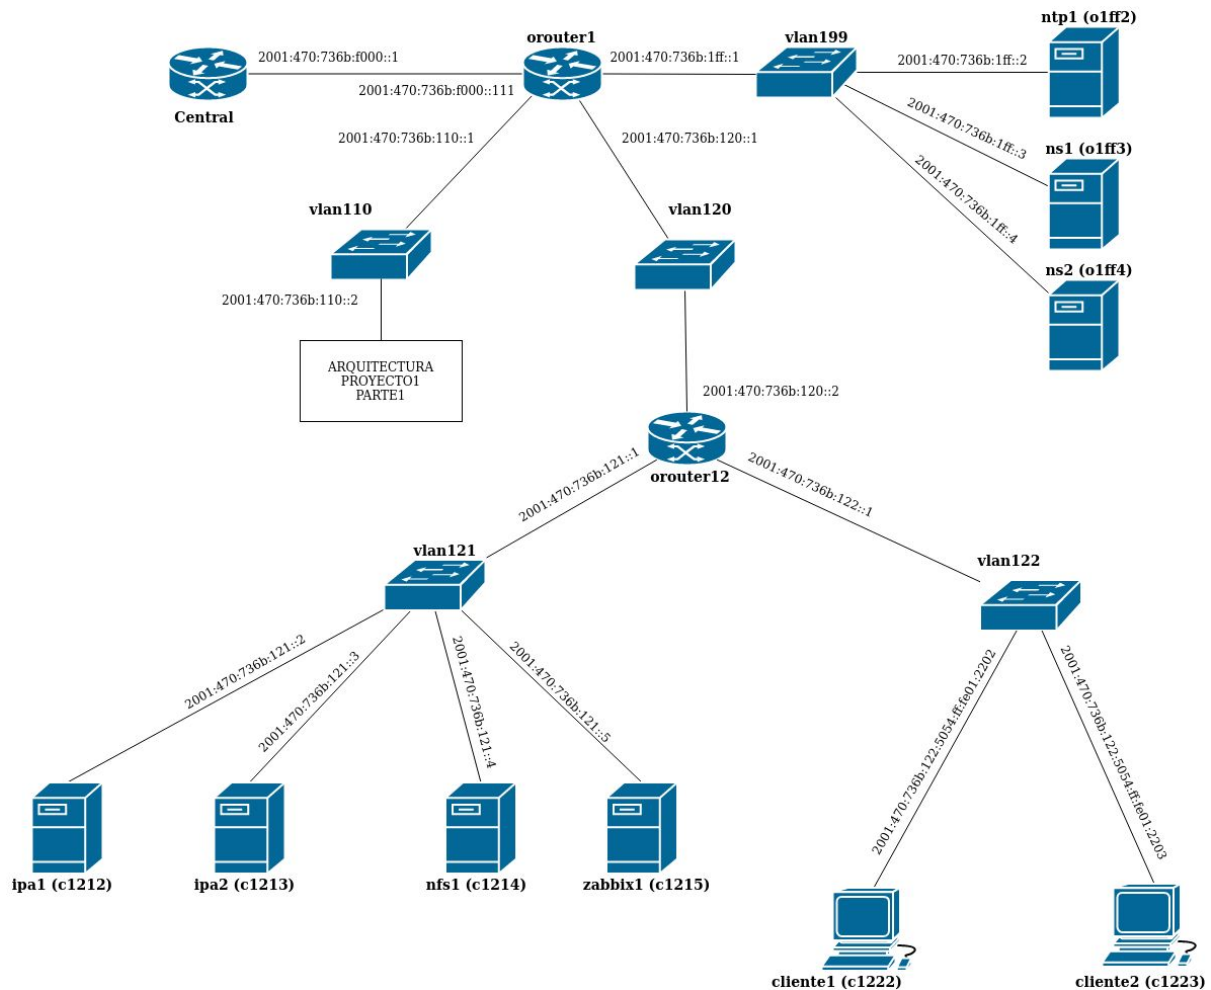 ntp1 (o1ff2)
orouter1
vlan199
2001:470:736b:f000::1
2001:470:736b:1ff::1
2001:470:736b:1ff::2
2001:470:736b:f000::111
Central
2001:470:736b:110::1
2001:470:736b:120::1
2001:470:736b:1ff::3
ns1 (o1ff3)
2001:470:736b:1ff::4
vlan110
vlan120
ns2 (o1ff4)
2001:470:736b:110::2
ARQUITECTURA
PROYECTO1
PARTE1
2001:470:736b:120::2
orouter12
2001:470:736b:121::1
2001:470:736b:122::1
vlan121
vlan122
2001:470:736b:121::2
2001:470:736b:121::3
2001:470:736b:121::4
2001:470:736b:121::5
2001:470:736b:122:5054:ff:fe01:2202
2001:470:736b:122:5054:ff:fe01:2203
ipa1 (c1212)
ipa2 (c1213)
nfs1 (c1214)
zabbix1 (c1215)
cliente1 (c1222)
cliente2 (c1223)